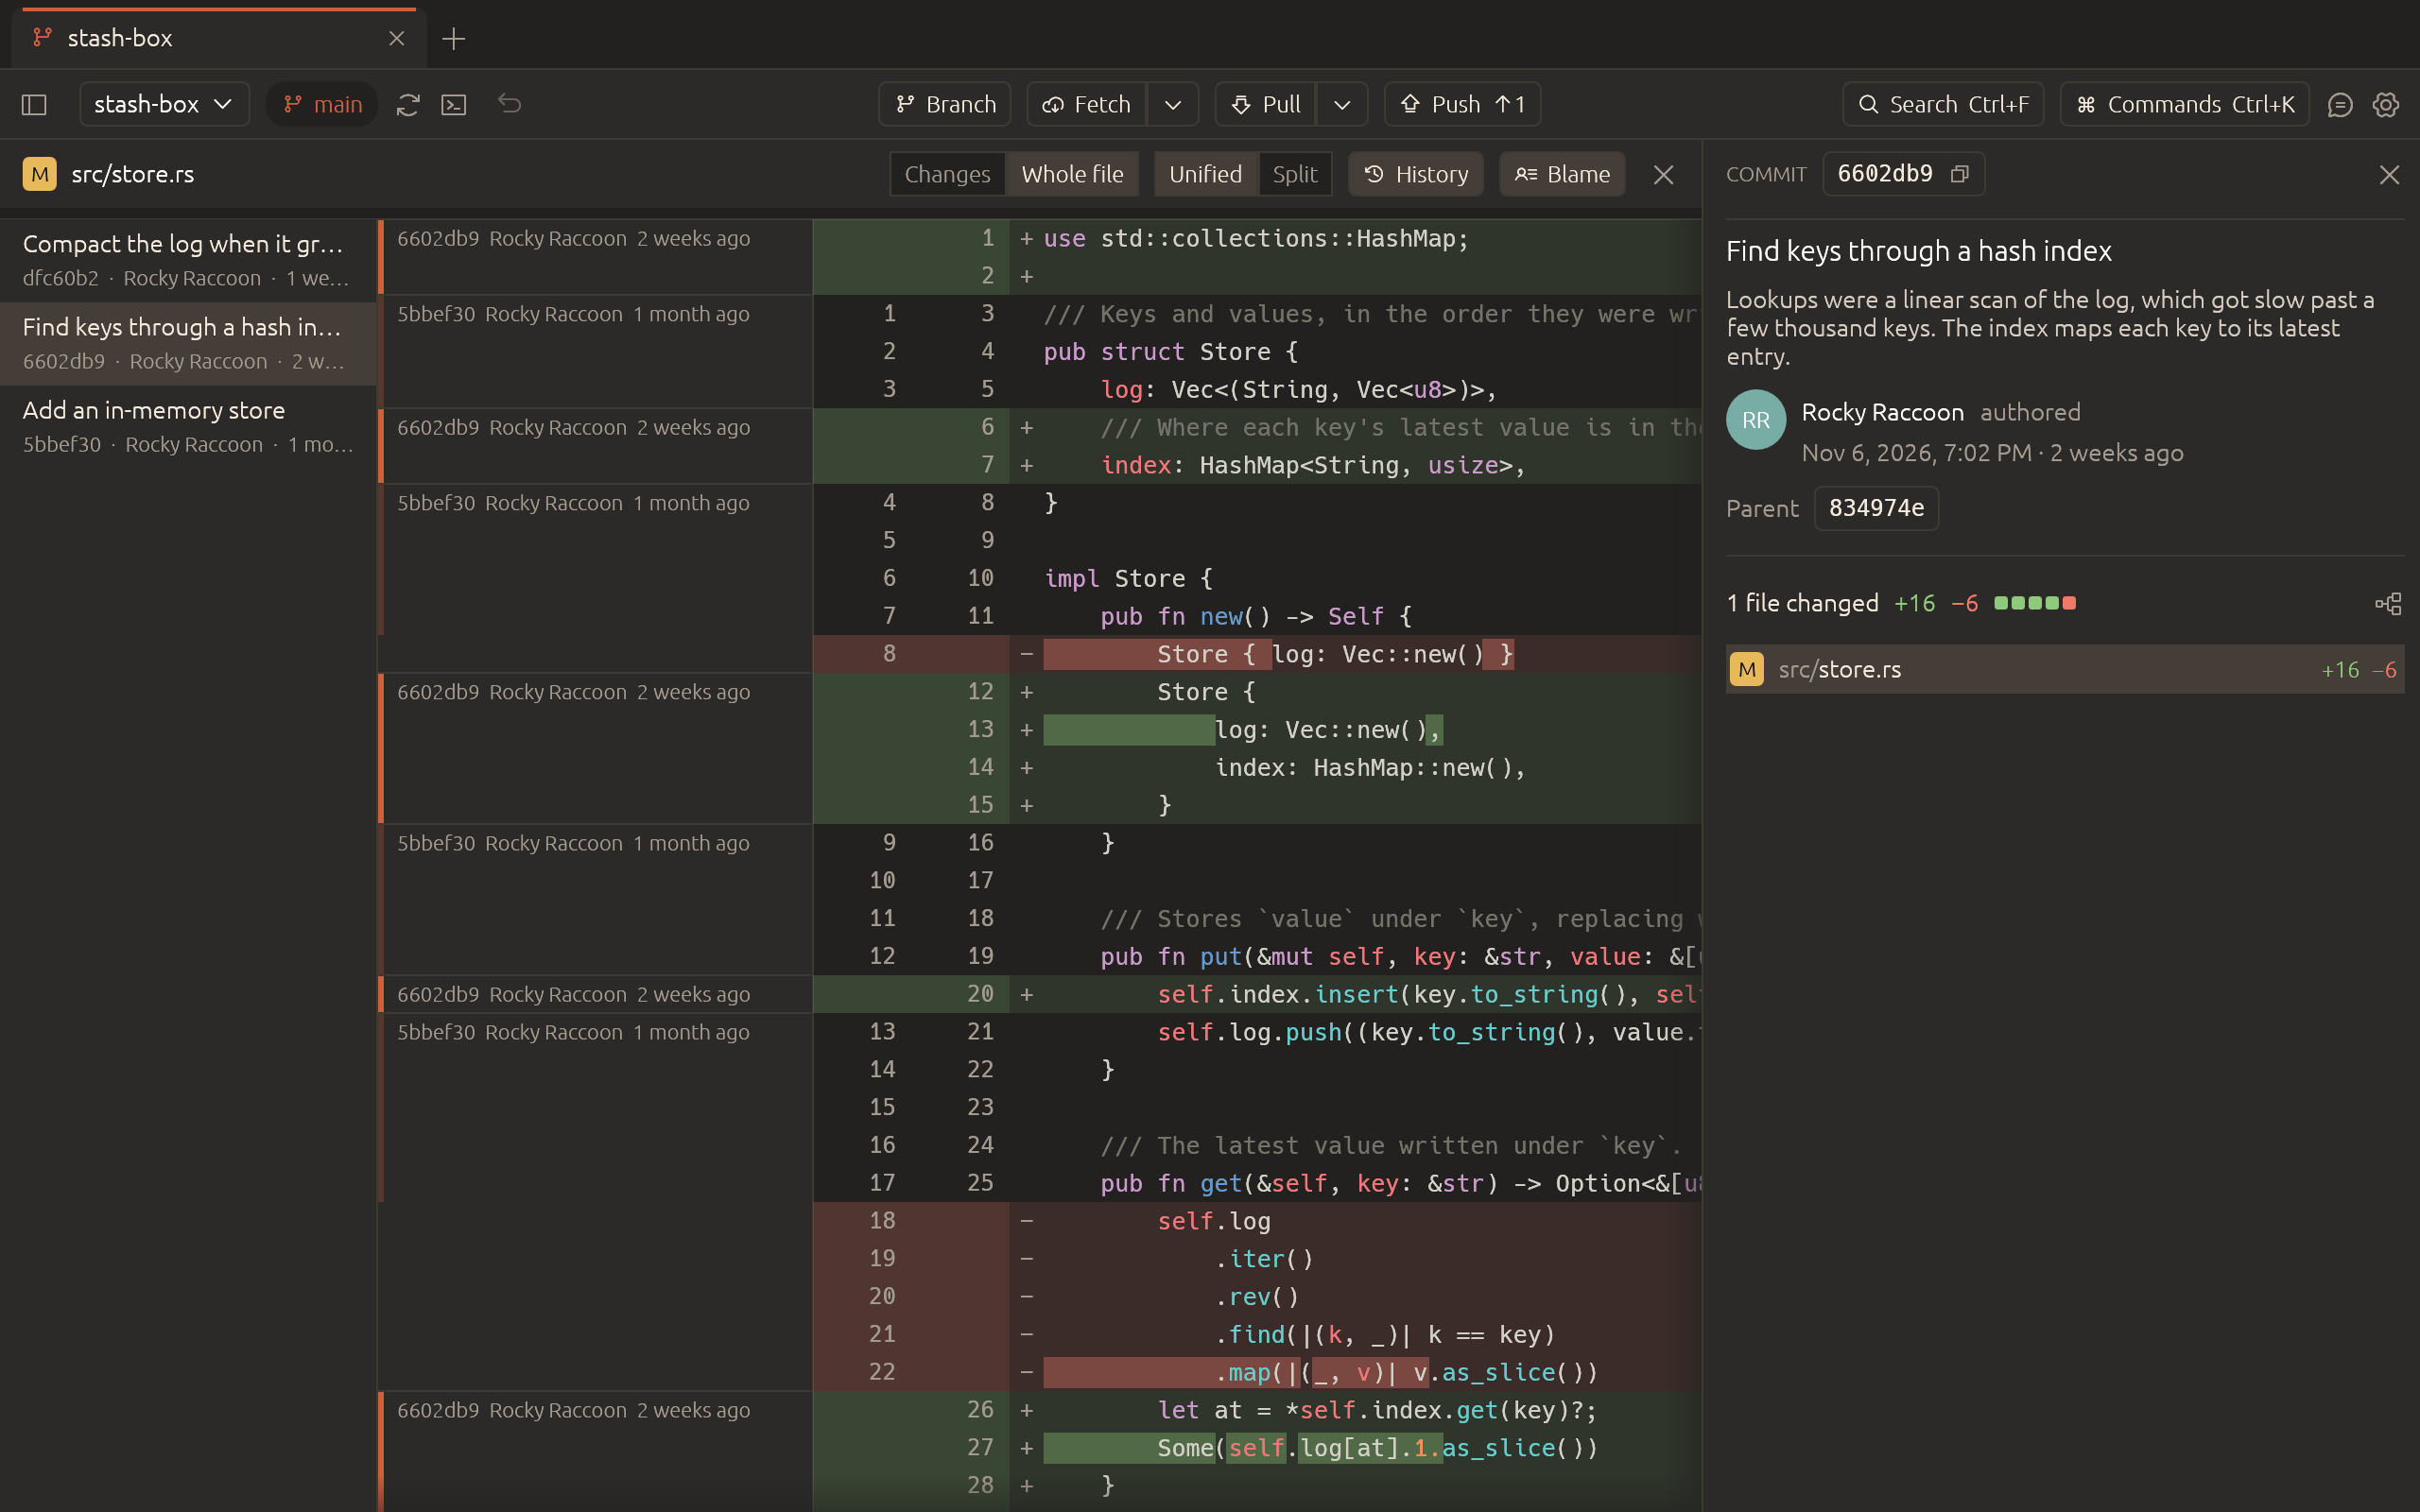 stash-box
stash-box main Branch Fetch Pull Push ↑1 Search Ctrl+F Commands Ctrl+K
M src/store.rs Changes Whole file Unified Split History Blame
Compact the log when it gr…
dfc60b2 · Rocky Raccoon · 1 we…
Find keys through a hash in…
6602db9 · Rocky Raccoon · 2 w…
Add an in-memory store
5bbef30 · Rocky Raccoon · 1 mo…
6602db9 Rocky Raccoon 2 weeks ago 1 + use std::collections::HashMap;
2 +
5bbef30 Rocky Raccoon 1 month ago 1 3 /// Keys and values, in the order they were wr
2 4 pub struct Store {
3 5 log: Vec<(String, Vec<u8>)>,
6602db9 Rocky Raccoon 2 weeks ago 6 + /// Where each key's latest value is in the
7 + index: HashMap<String, usize>,
5bbef30 Rocky Raccoon 1 month ago 4 8 }
5 9
6 10 impl Store {
7 11 pub fn new() -> Self {
8 − Store { log: Vec::new() }
6602db9 Rocky Raccoon 2 weeks ago 12 + Store {
13 + log: Vec::new(),
14 + index: HashMap::new(),
15 + }
5bbef30 Rocky Raccoon 1 month ago 9 16 }
10 17
11 18 /// Stores `value` under `key`, replacing
12 19 pub fn put(&mut self, key: &str, value: &[u
6602db9 Rocky Raccoon 2 weeks ago 20 + self.index.insert(key.to_string(), sel
5bbef30 Rocky Raccoon 1 month ago 13 21 self.log.push((key.to_string(), value.
14 22 }
15 23
16 24 /// The latest value written under `key`.
17 25 pub fn get(&self, key: &str) -> Option<&[u8
18 − self.log
19 − .iter()
20 − .rev()
21 − .find(|(k, _)| k == key)
22 − .map(|(_, v)| v.as_slice())
6602db9 Rocky Raccoon 2 weeks ago 26 + let at = *self.index.get(key)?;
27 + Some(self.log[at].1.as_slice())
28 + }
COMMIT 6602db9
Find keys through a hash index
Lookups were a linear scan of the log, which got slow past a
few thousand keys. The index maps each key to its latest
entry.
RR Rocky Raccoon authored
Nov 6, 2026, 7:02 PM · 2 weeks ago
Parent 834974e
1 file changed +16 −6
M src/store.rs +16 −6